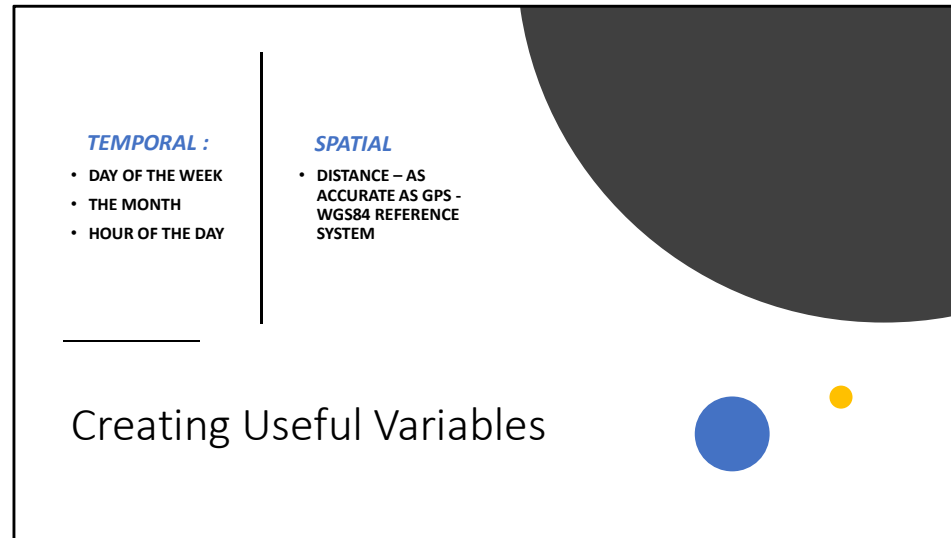 TEMPORAL :
• DAY OF THE WEEK
• THE MONTH
• HOUR OF THE DAY
SPATIAL
• DISTANCE – AS
ACCURATE AS GPS -
WGS84 REFERENCE
SYSTEM
Creating Useful Variables